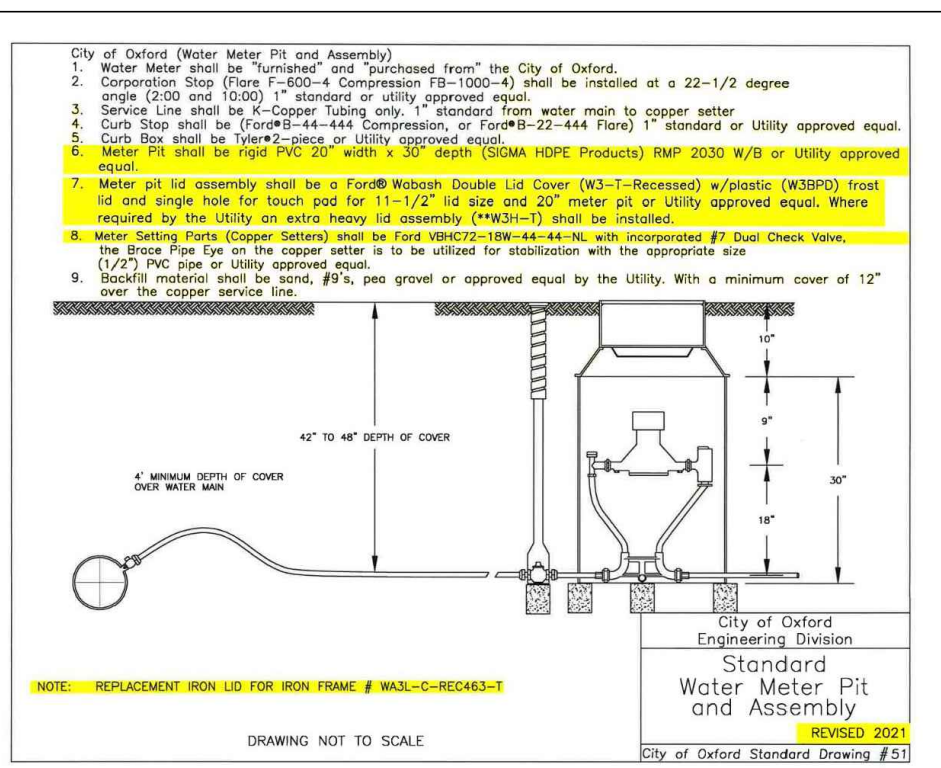 City of Oxford (Water Meter Pit and Assembly)
1. Water Meter shall be "furnished" and "purchased from" the City of Oxford.
2. Corporation Stop (Flare F-600-4 Compression FB-1000-4) shall be installed at a 22-1/2 degree
angle (2:00 and 10:00) 1" standard or utility approved equal.
3. Service Line shall be K-Copper Tubing only. 1" standard from water main to copper setter
4. Curb Stop shall be (Ford®B-44-444 Compression, or Ford®B-22-444 Flare) 1" standard or Utility approved equal.
5. Curb Box shall be Tyler®2-piece or Utility approved equal.
6. Meter Pit shall be rigid PVC 20" width x 30" depth (SIGMA HDPE Products) RMP 2030 W/B or Utility approved
equal.
7. Meter pit lid assembly shall be a Ford® Wabash Double Lid Cover (W3-T-Recessed) w/plastic (W3BPD) frost
lid and single hole for touch pad for 11-1/2" lid size and 20" meter pit or Utility approved equal. Where
required by the Utility an extra heavy lid assembly (**W3H-T) shall be installed.
8. Meter Setting Parts (Copper Setters) shall be Ford VBHC72-18W-44-44-NL with incorporated #7 Dual Check Valve,
the Brace Pipe Eye on the copper setter is to be utilized for stabilization with the appropriate size
(1/2") PVC pipe or Utility approved equal.
9. Backfill material shall be sand, #9's, pea gravel or approved equal by the Utility. With a minimum cover of 12"
over the copper service line.
10"
9"
42" TO 48" DEPTH OF COVER
4' MINIMUM DEPTH OF COVER
OVER WATER MAIN
30"
18"
City of Oxford
Engineering Division
Standard
Water Meter Pit
and Assembly
NOTE: REPLACEMENT IRON LID FOR IRON FRAME # WA3L-C-REC463-T
REVISED 2021
DRAWING NOT TO SCALE
City of Oxford Standard Drawing #51